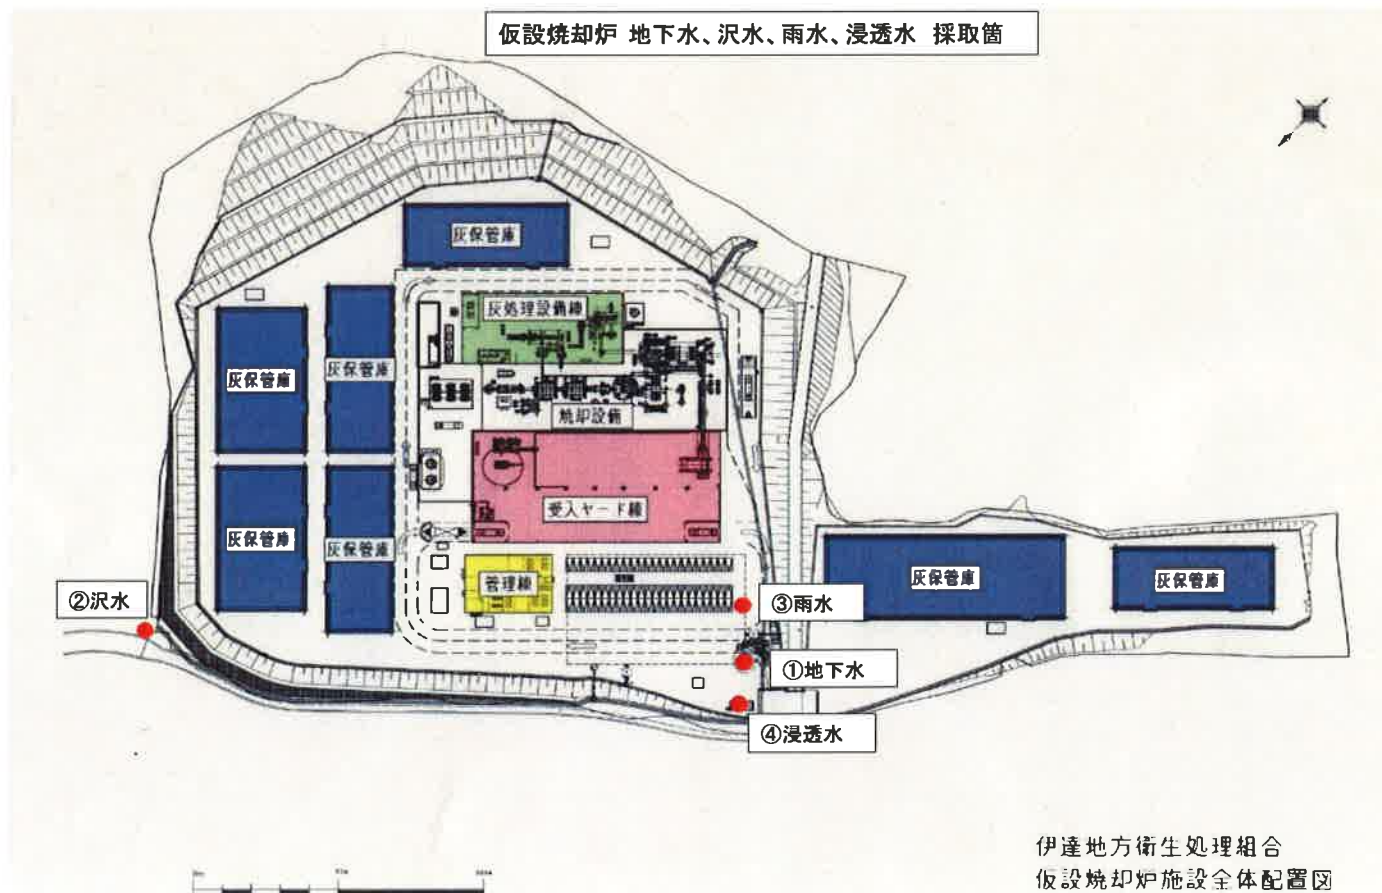 仮設焼却炉 地下水、沢水、雨水、浸透水 採取箇
灰保管庫
灰処理設備棟
灰保管庫
灰保管庫
焼却設備
受入ヤード棟
灰保管庫
灰保管庫
管理棟
灰保管庫
灰保管庫
②沢水
③雨水
①地下水
④浸透水
伊達地方衛生処理組合
仮設焼却炉施設全体配置図